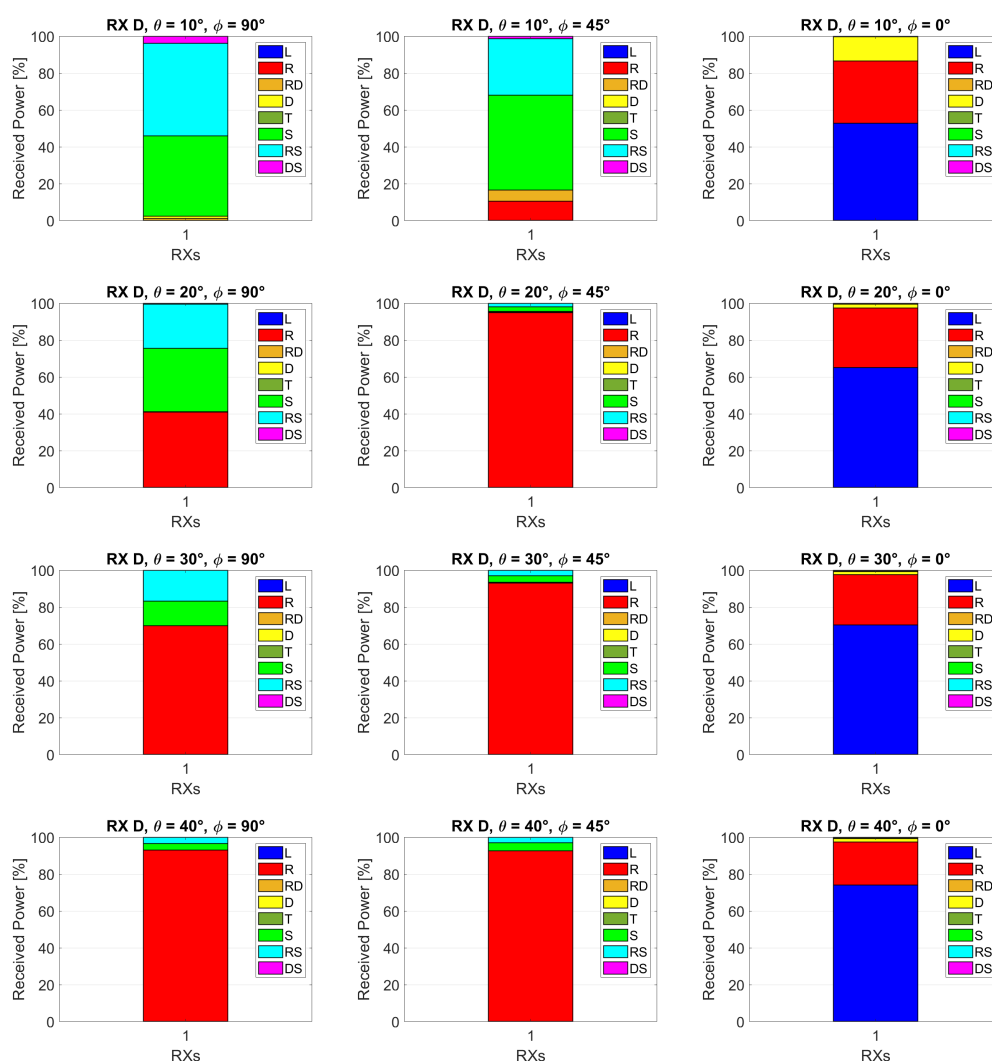 RX D, θ = 10°, ϕ = 90°
Received Power [%]
100
80
60
40
20
0
L
R
RD
D
T
S
RS
DS
1
RXs
RX D, θ = 10°, ϕ = 45°
Received Power [%]
100
80
60
40
20
0
L
R
RD
D
T
S
RS
DS
1
RXs
RX D, θ = 10°, ϕ = 0°
Received Power [%]
100
80
60
40
20
0
L
R
RD
D
T
S
RS
DS
1
RXs
RX D, θ = 20°, ϕ = 90°
Received Power [%]
100
80
60
40
20
0
L
R
RD
D
T
S
RS
DS
1
RXs
RX D, θ = 20°, ϕ = 45°
Received Power [%]
100
80
60
40
20
0
L
R
RD
D
T
S
RS
DS
1
RXs
RX D, θ = 20°, ϕ = 0°
Received Power [%]
100
80
60
40
20
0
L
R
RD
D
T
S
RS
DS
1
RXs
RX D, θ = 30°, ϕ = 90°
Received Power [%]
100
80
60
40
20
0
L
R
RD
D
T
S
RS
DS
1
RXs
RX D, θ = 30°, ϕ = 45°
Received Power [%]
100
80
60
40
20
0
L
R
RD
D
T
S
RS
DS
1
RXs
RX D, θ = 30°, ϕ = 0°
Received Power [%]
100
80
60
40
20
0
L
R
RD
D
T
S
RS
DS
1
RXs
RX D, θ = 40°, ϕ = 90°
Received Power [%]
100
80
60
40
20
0
L
R
RD
D
T
S
RS
DS
1
RXs
RX D, θ = 40°, ϕ = 45°
Received Power [%]
100
80
60
40
20
0
L
R
RD
D
T
S
RS
DS
1
RXs
RX D, θ = 40°, ϕ = 0°
Received Power [%]
100
80
60
40
20
0
L
R
RD
D
T
S
RS
DS
1
RXs